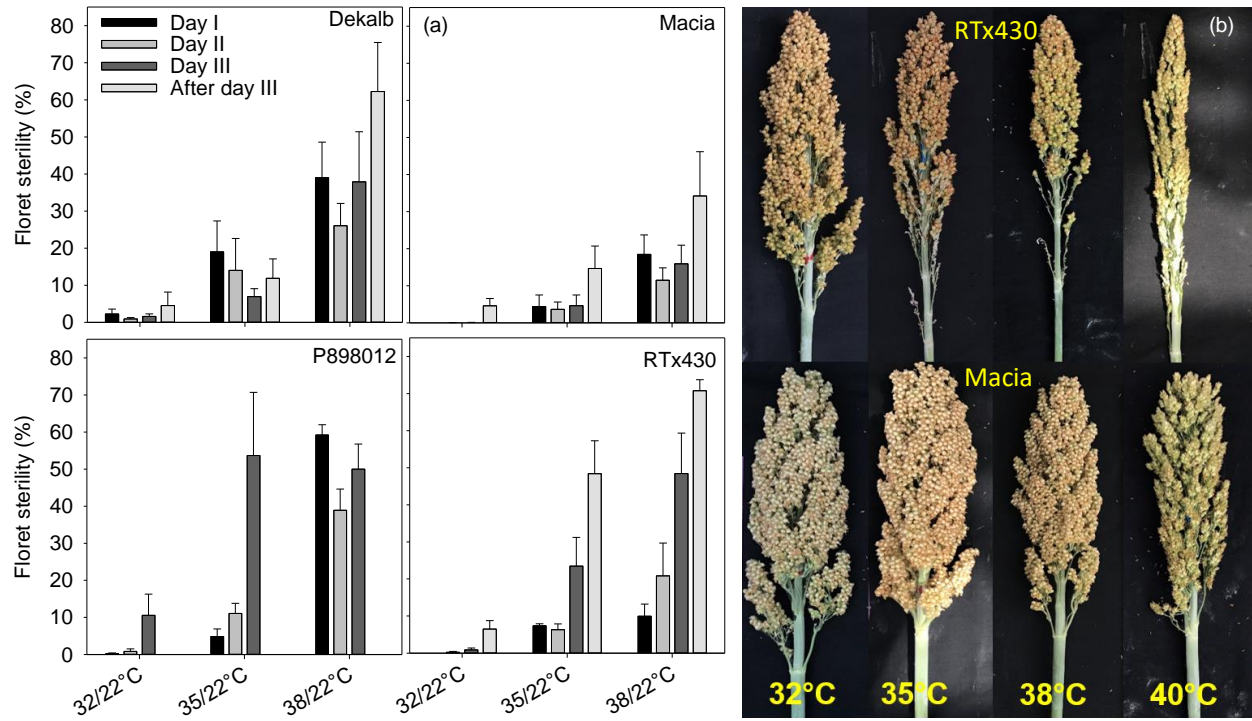 Day I
Day II
Day III
After day III
Dekalb
(a)
Macia
Floret sterility (%)
80
70
60
50
40
30
20
10
0
P898012
RTx430
Floret sterility (%)
80
70
60
50
40
30
20
10
0
32/22°C
35/22°C
38/22°C
32/22°C
35/22°C
38/22°C
RTx430
(b)
Macia
32°C
35°C
38°C
40°C